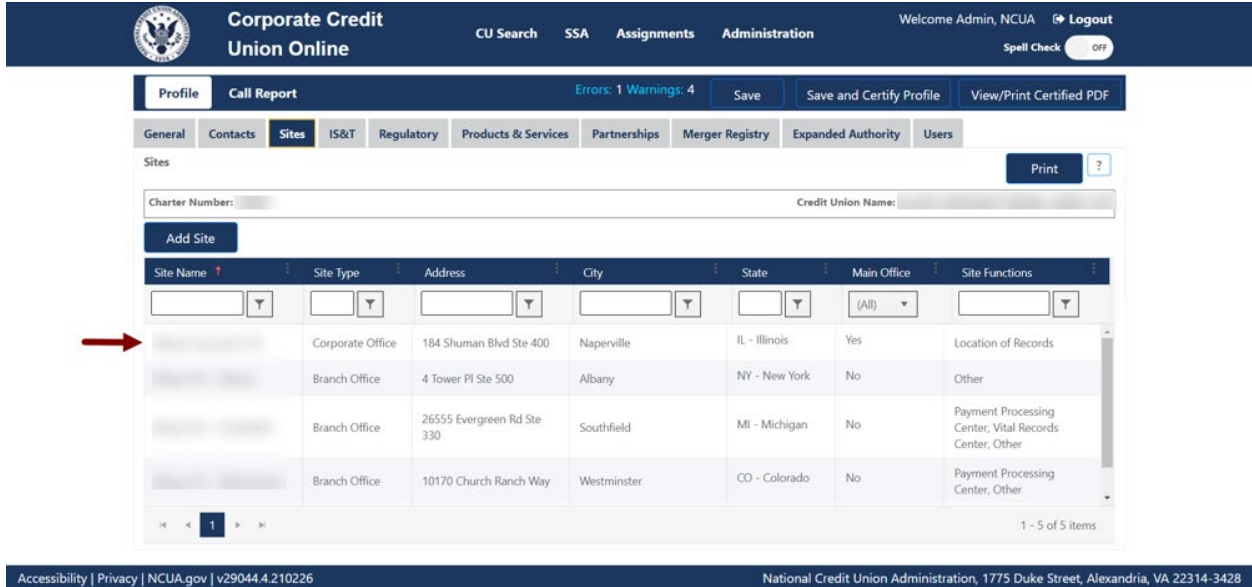 Corporate Credit
Union Online
CU Search SSA Assignments Administration
Welcome Admin, NCUA Logout
Spell Check OFF
Profile Call Report Errors: 1 Warnings: 4 Save Save and Certify Profile View/Print Certified PDF
General Contacts Sites IS&T Regulatory Products & Services Partnerships Merger Registry Expanded Authority Users
Sites Print ?
Charter Number: Credit Union Name:
Add Site
Site Name ↑ Site Type Address City State Main Office Site Functions
(All)
Corporate Office 184 Shuman Blvd Ste 400 Naperville IL - Illinois Yes Location of Records
Branch Office 4 Tower Pl Ste 500 Albany NY - New York No Other
Branch Office 26555 Evergreen Rd Ste
330 Southfield MI - Michigan No Payment Processing
Center, Vital Records
Center, Other
Branch Office 10170 Church Ranch Way Westminster CO - Colorado No Payment Processing
Center, Other
1 1 - 5 of 5 items
Accessibility | Privacy | NCUA.gov | v29044.4.210226 National Credit Union Administration, 1775 Duke Street, Alexandria, VA 22314-3428